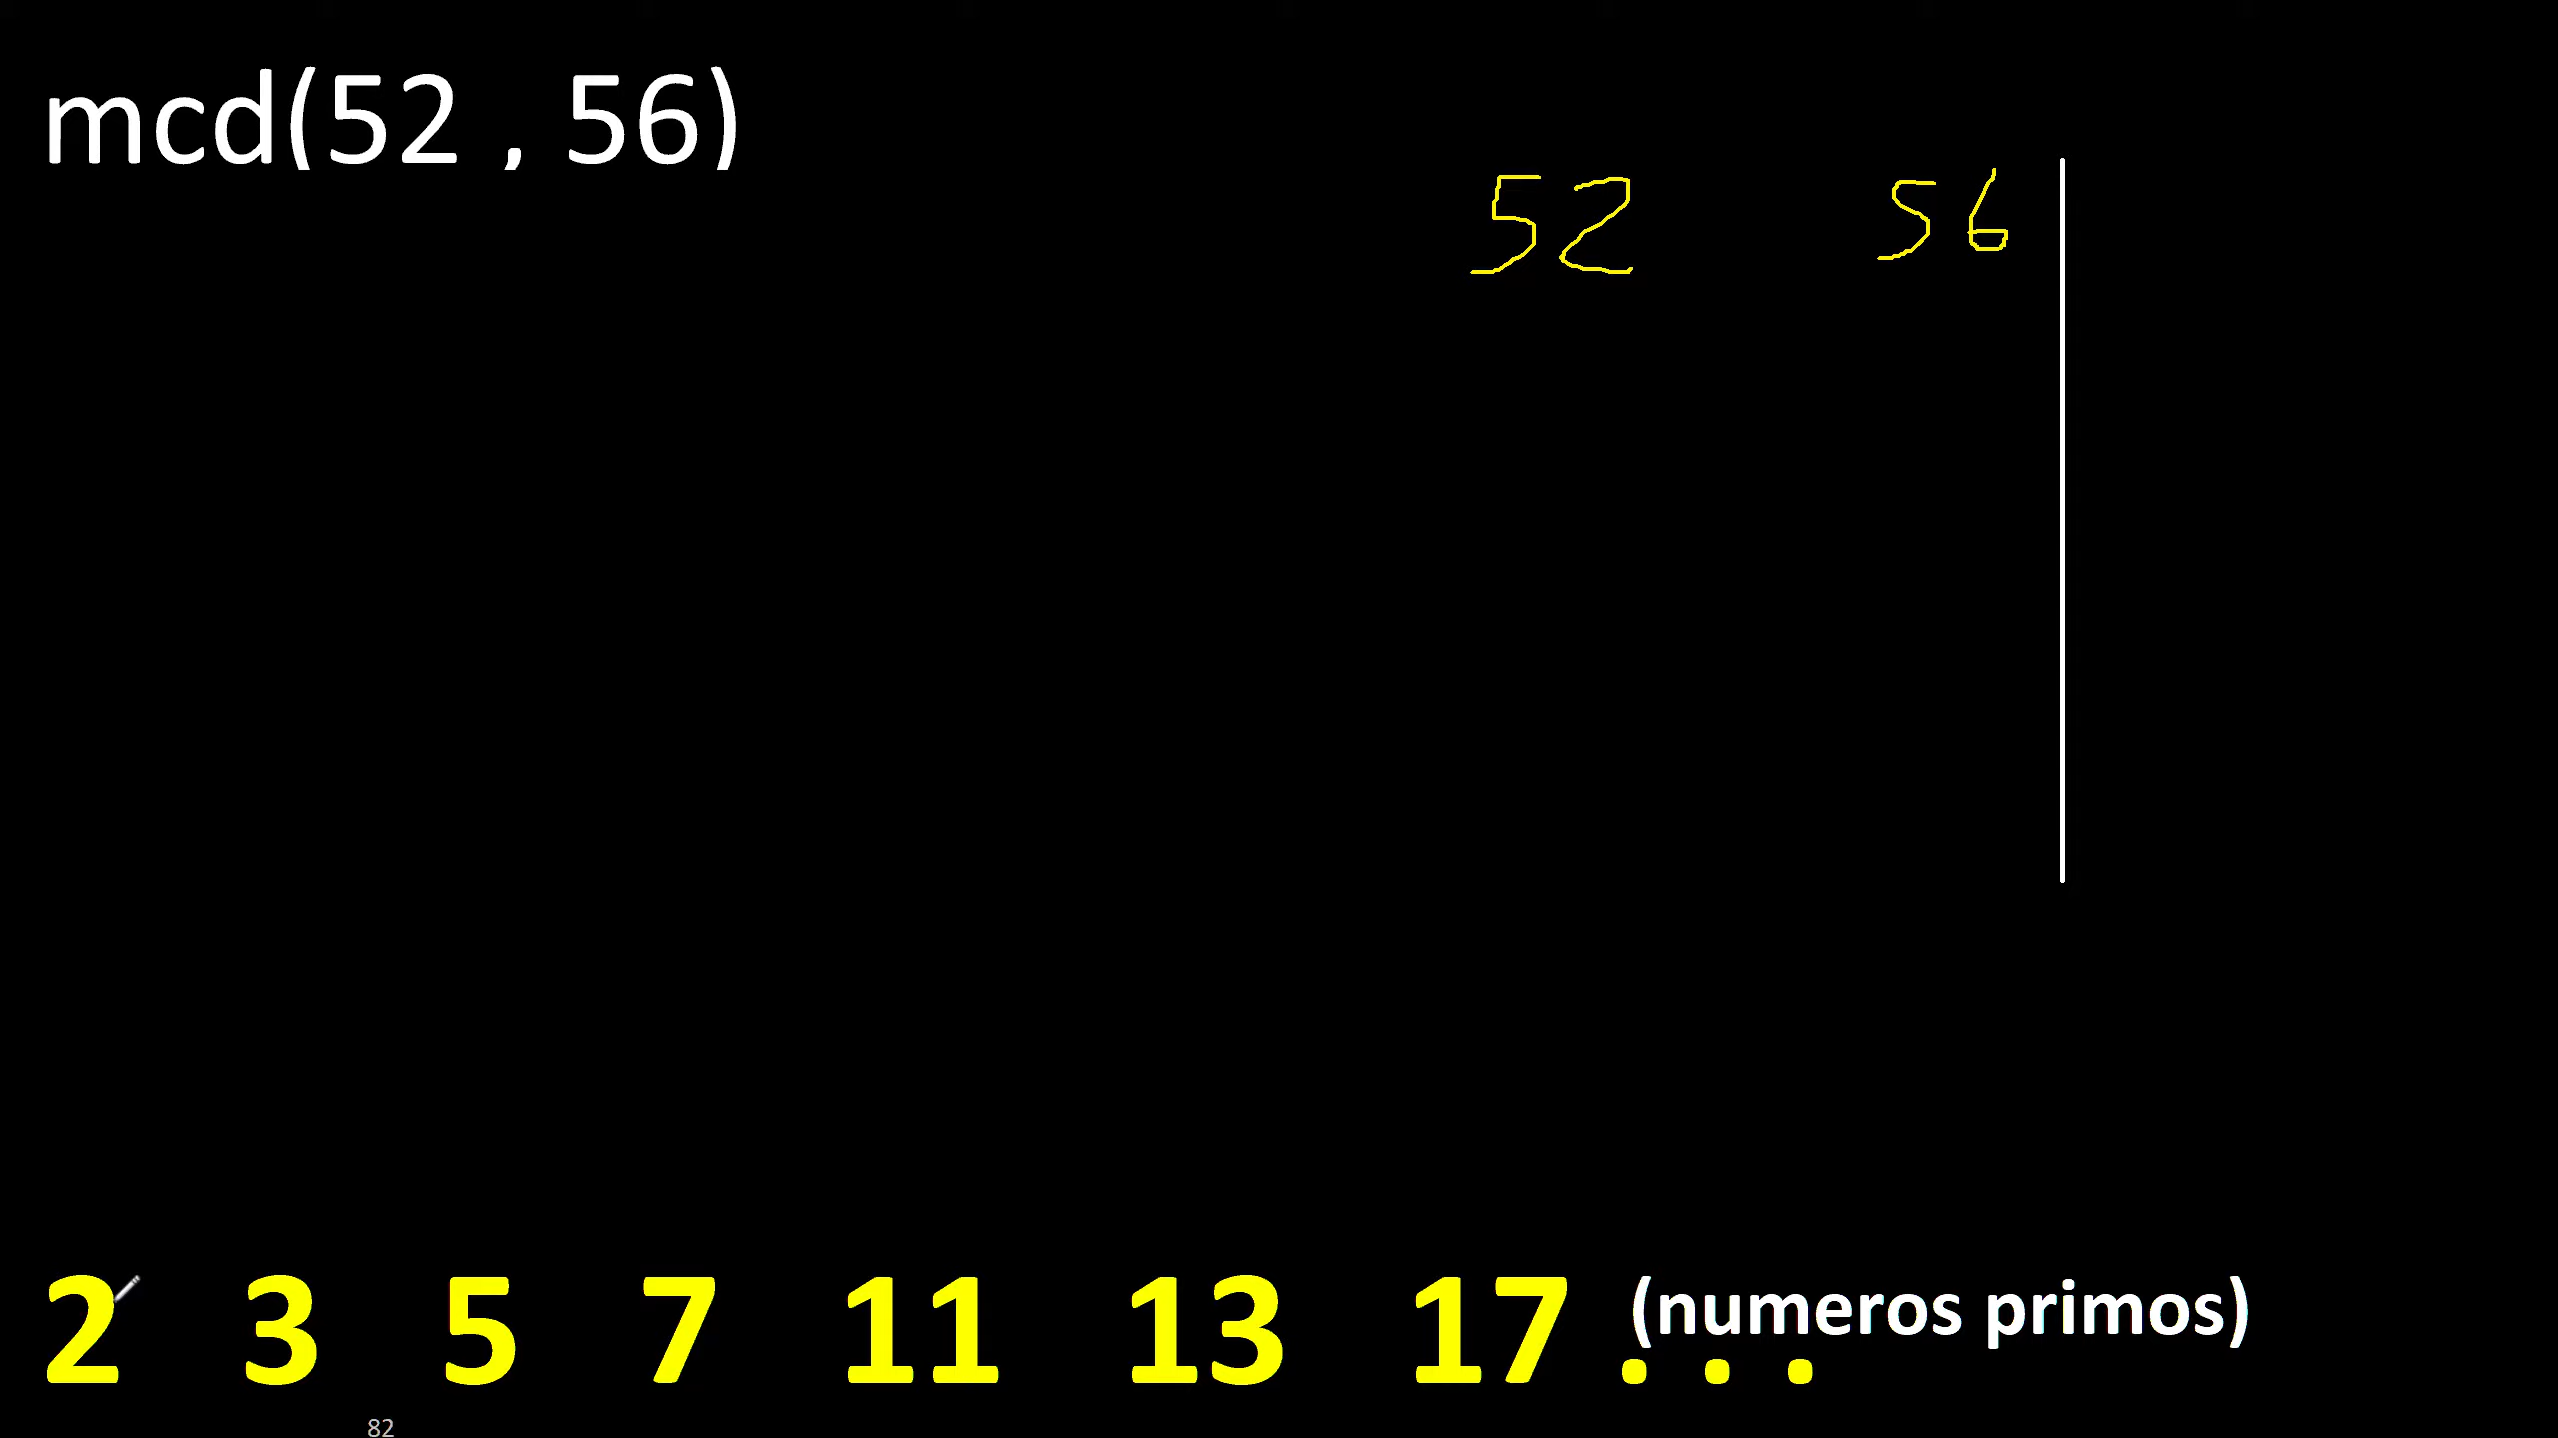 mcd(52 , 56)
52 56
2 3 5 7 11 13 17 . . . (numeros primos)
82